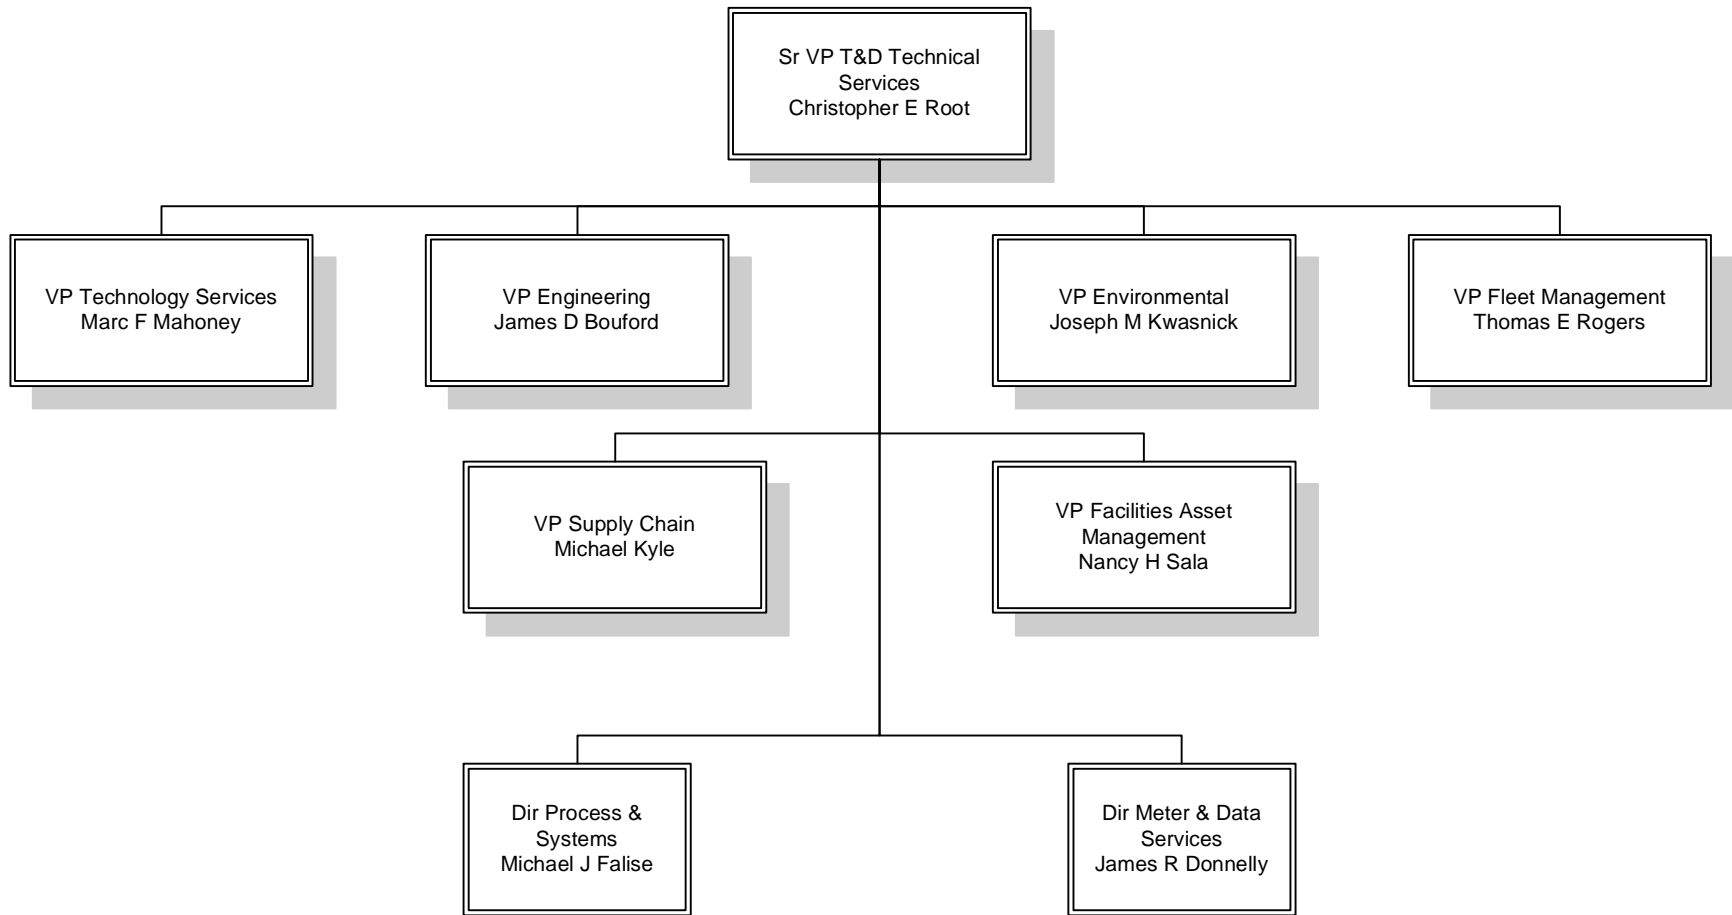 Sr VP T&D Technical
Services
Christopher E Root
VP Technology Services
Marc F Mahoney
VP Engineering
James D Bouford
VP Environmental
Joseph M Kwasnick
VP Fleet Management
Thomas E Rogers
VP Supply Chain
Michael Kyle
VP Facilities Asset
Management
Nancy H Sala
Dir Process &
Systems
Michael J Falise
Dir Meter & Data
Services
James R Donnelly